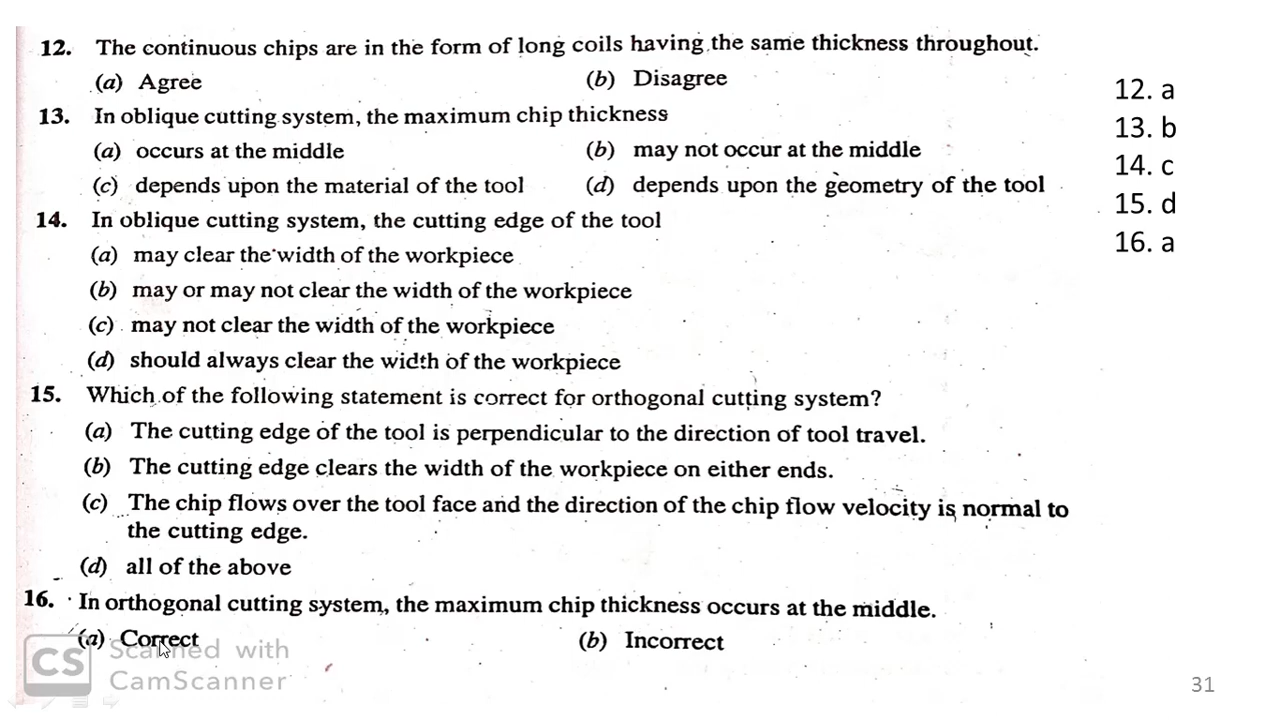 12. The continuous chips are in the form of long coils having the same thickness throughout.
(a) Agree (b) Disagree
13. In oblique cutting system, the maximum chip thickness
(a) occurs at the middle (b) may not occur at the middle
(c) depends upon the material of the tool (d) depends upon the geometry of the tool
14. In oblique cutting system, the cutting edge of the tool
(a) may clear the width of the workpiece
(b) may or may not clear the width of the workpiece
(c) may not clear the width of the workpiece
(d) should always clear the width of the workpiece
15. Which of the following statement is correct for orthogonal cutting system?
(a) The cutting edge of the tool is perpendicular to the direction of tool travel.
(b) The cutting edge clears the width of the workpiece on either ends.
(c) The chip flows over the tool face and the direction of the chip flow velocity is normal to
the cutting edge.
(d) all of the above
16. In orthogonal cutting system, the maximum chip thickness occurs at the middle.
(a) Correct (b) Incorrect
12. a
13. b
14. c
15. d
16. a
CS Scanned with
CamScanner
31